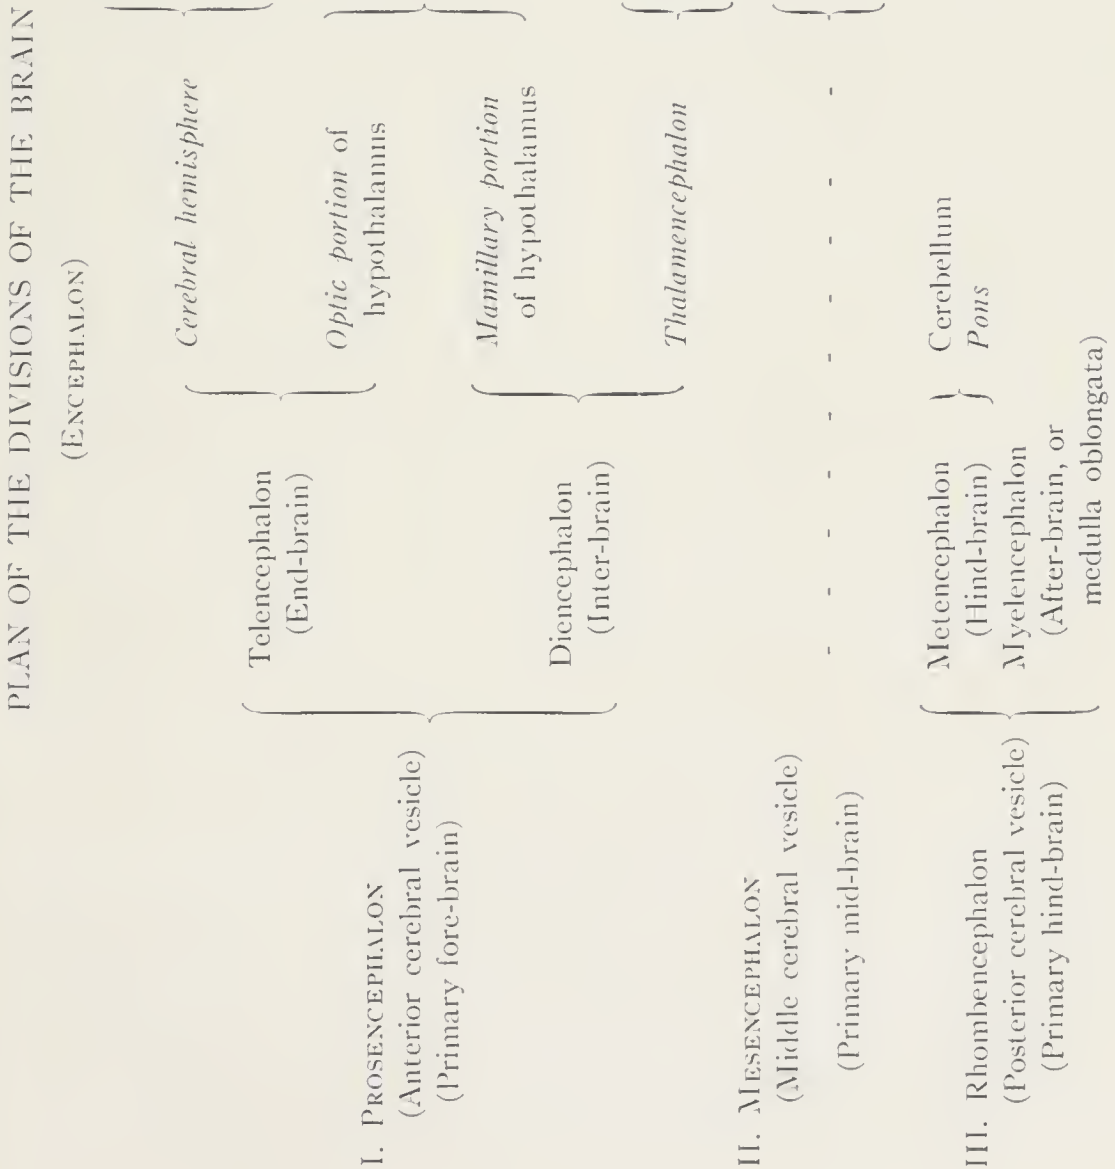 PLAN OF THE DIVISIONS OF THE BRAIN
(ENCEPHALON)
I. PROSENCEPHALON
(Anterior cerebral vesicle)
(Primary fore-brain)
Telencephalon
(End-brain)
Cerebral hemisphere
Optic portion of
hypothalamus
Diencephalon
(Inter-brain)
Mamillary portion
of hypothalamus
Thalamencephalon
II. MESENCEPHALON
(Middle cerebral vesicle)
(Primary mid-brain)
III. Rhombencephalon
(Posterior cerebral vesicle)
(Primary hind-brain)
Metencephalon
(Hind-brain)
Cerebellum
Pons
Myelencephalon
(After-brain, or
medulla oblongata)